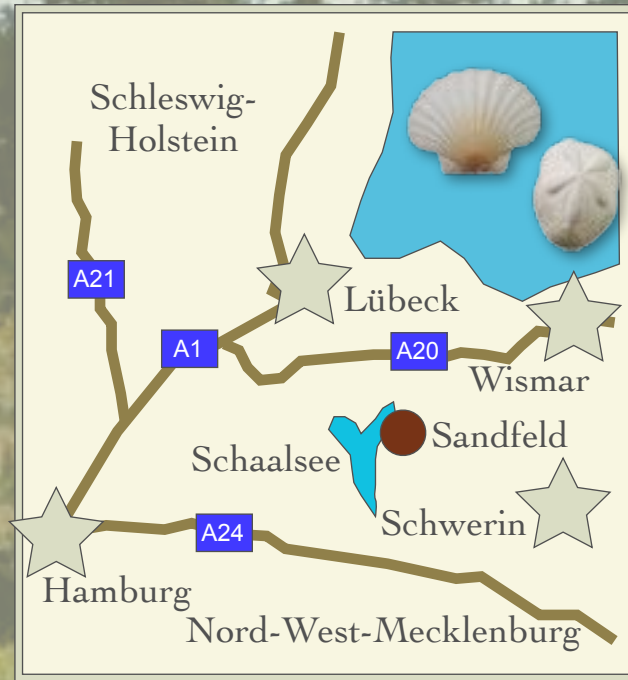 Schleswig-
Holstein
A21
Lübeck
A1
A20
Wismar
Sandfeld
Schaalsee
Schwerin
A24
Hamburg
Nord-West-Mecklenburg